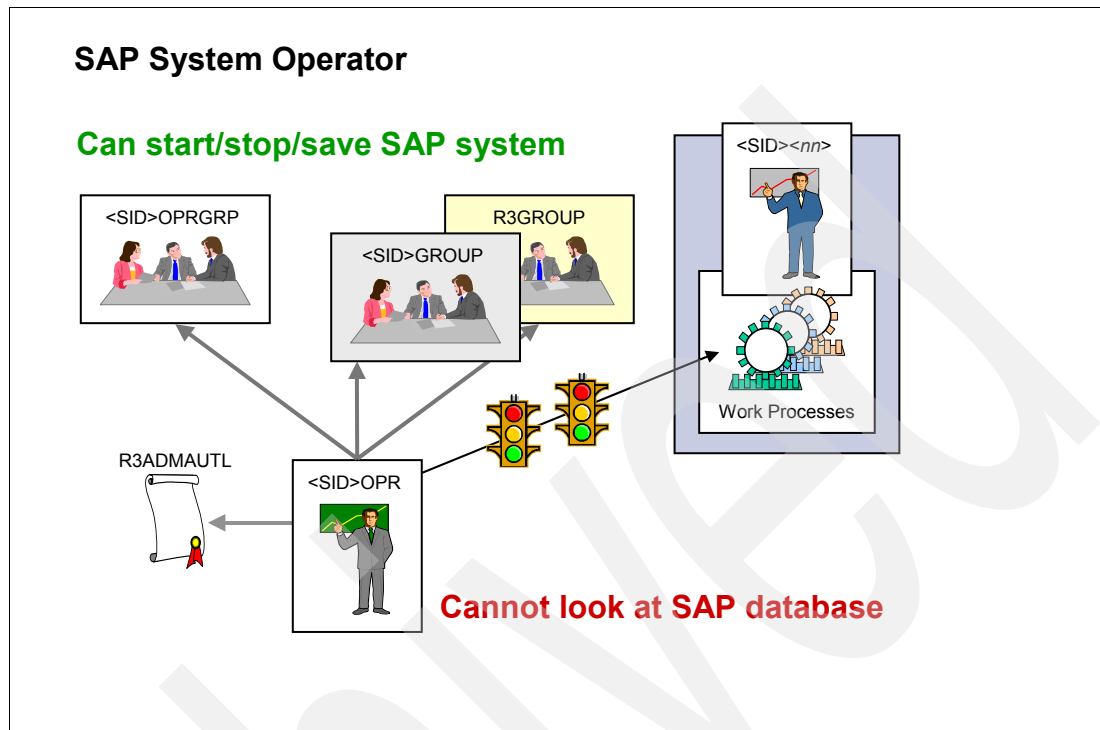 SAP System Operator
Can start/stop/save SAP system
<SID><nn>
<SID>OPRGRP
R3GROUP
<SID>GROUP
Work Processes
R3ADMAUTL
<SID>OPR
Cannot look at SAP database